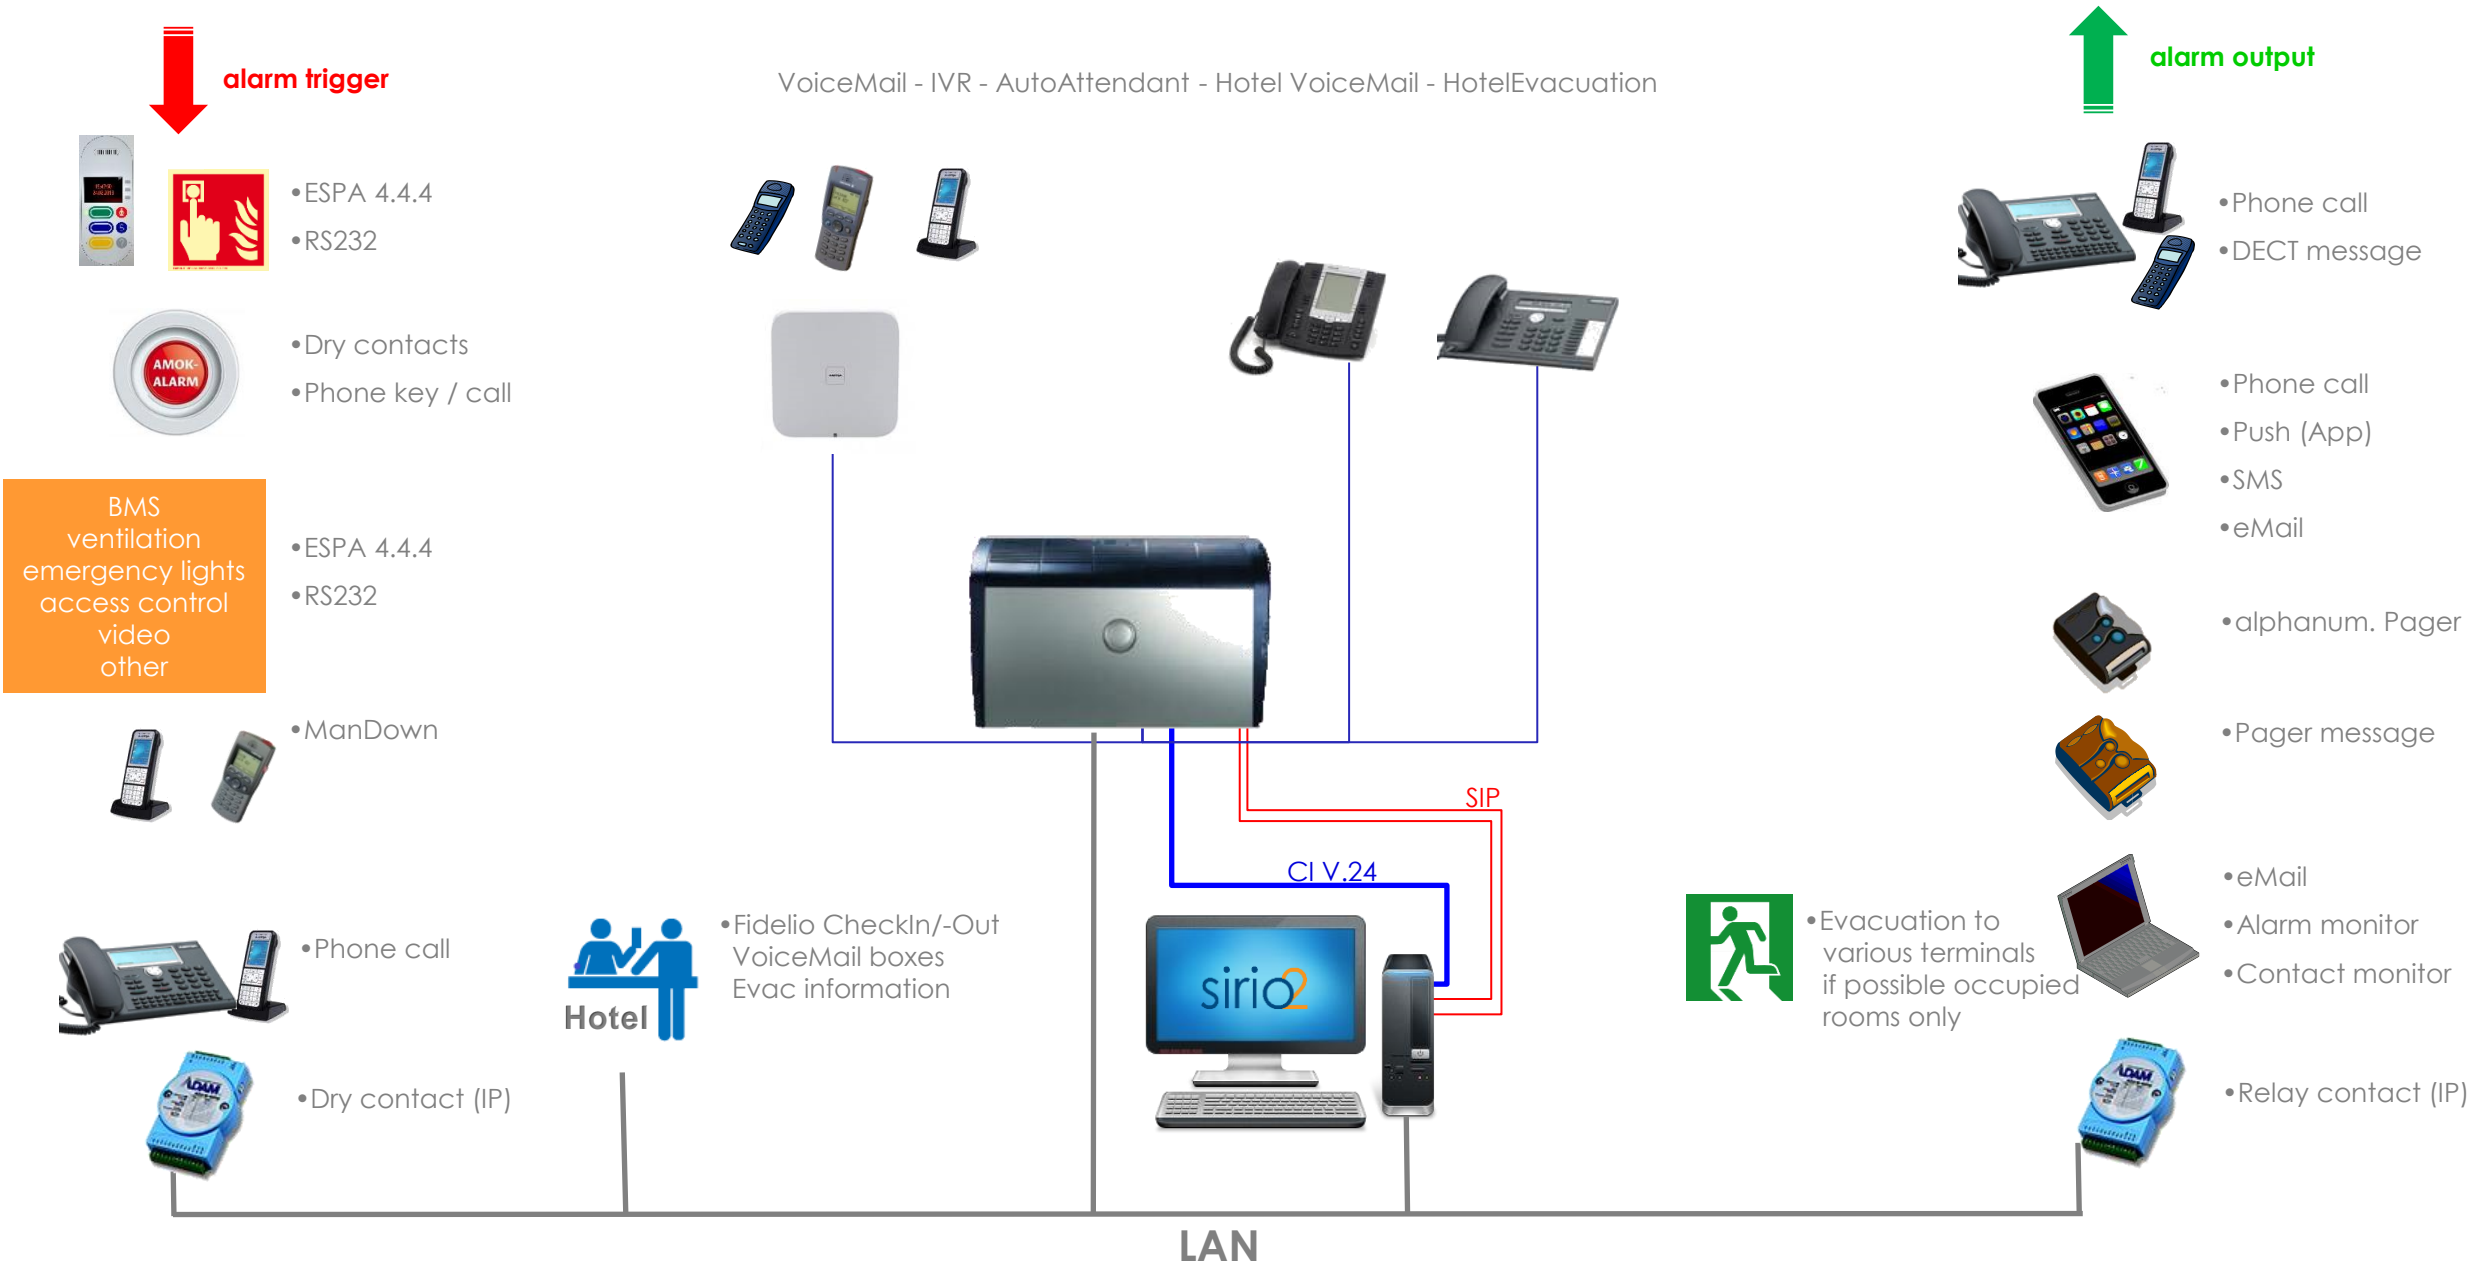 alarm trigger
VoiceMail - IVR - AutoAttendant - Hotel VoiceMail - HotelEvacuation
alarm output
•ESPA 4.4.4
•RS232
•Phone call
•DECT message
AMOK-
ALARM
•Dry contacts
•Phone key / call
•Phone call
•Push (App)
•SMS
•eMail
BMS
ventilation
emergency lights
access control
video
other
•ESPA 4.4.4
•RS232
•alphanum. Pager
•ManDown
•Pager message
SIP
CI V.24
•Phone call
Hotel
•Fidelio CheckIn/-Out
VoiceMail boxes
Evac information
sirio2
•Evacuation to
various terminals
if possible occupied
rooms only
•eMail
•Alarm monitor
•Contact monitor
ADAM
•Dry contact (IP)
ADAM
•Relay contact (IP)
LAN